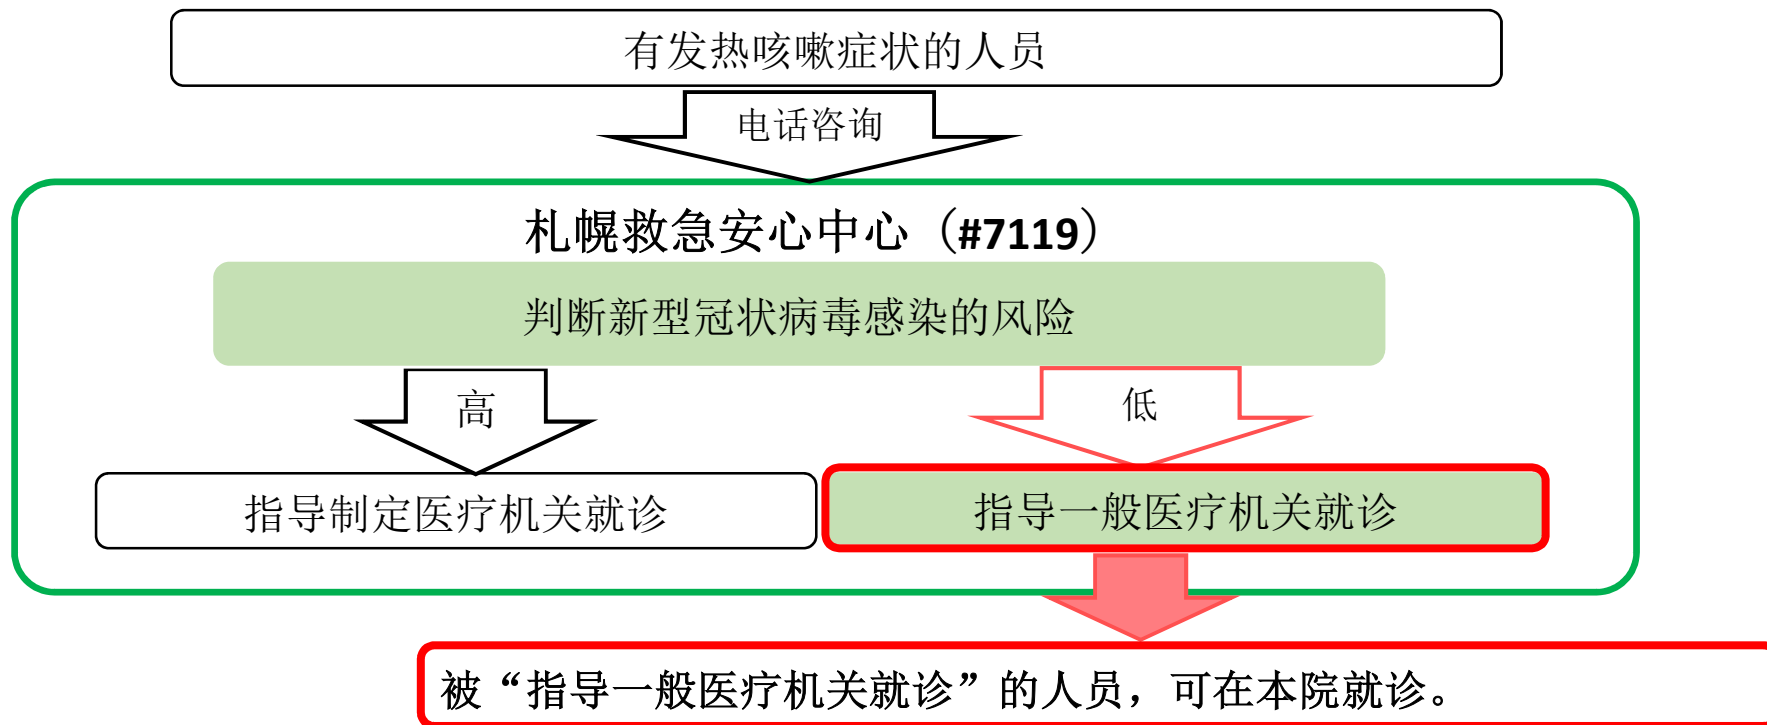 有发热咳嗽症状的人员
电话咨询
札幌救急安心中心（#7119）
判断新型冠状病毒感染的风险
高
低
指导制定医疗机关就诊
指导一般医疗机关就诊
被“指导一般医疗机关就诊”的人员，可在本院就诊。